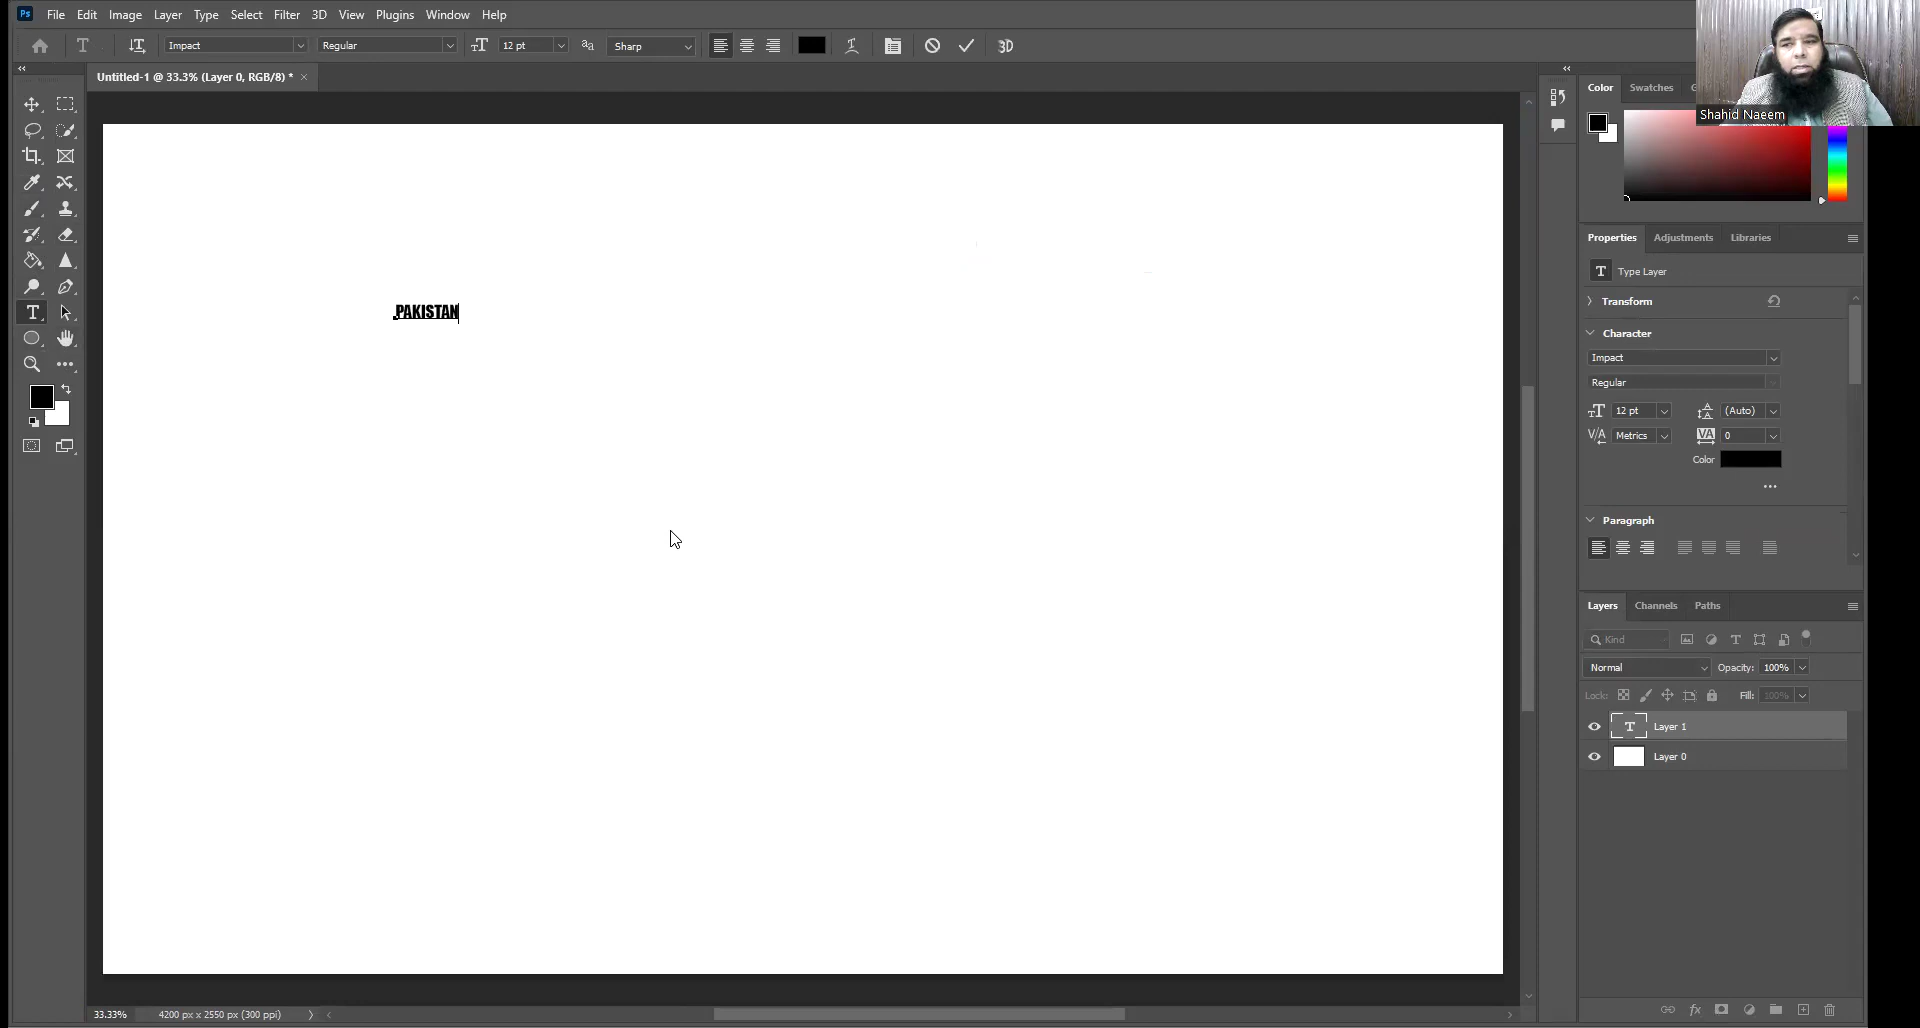 Ps File Edit Image Layer Type Select Filter 3D View Plugins Window Help
T Impact Regular 12 pt Sharp 3D
Untitled-1 @ 33.3% (Layer 0, RGB/8) *
Shahid Naeem
Color Swatches
PAKISTAN
Properties Adjustments Libraries
T Type Layer
Transform
Character
Impact
Regular
12 pt (Auto)
Metrics 0
Color
Paragraph
Layers Channels Paths
Kind
Normal Opacity: 100%
Lock: Fill: 100%
T Layer 1
Layer 0
33.33% 4200 px x 2550 px (300 ppi)
fx